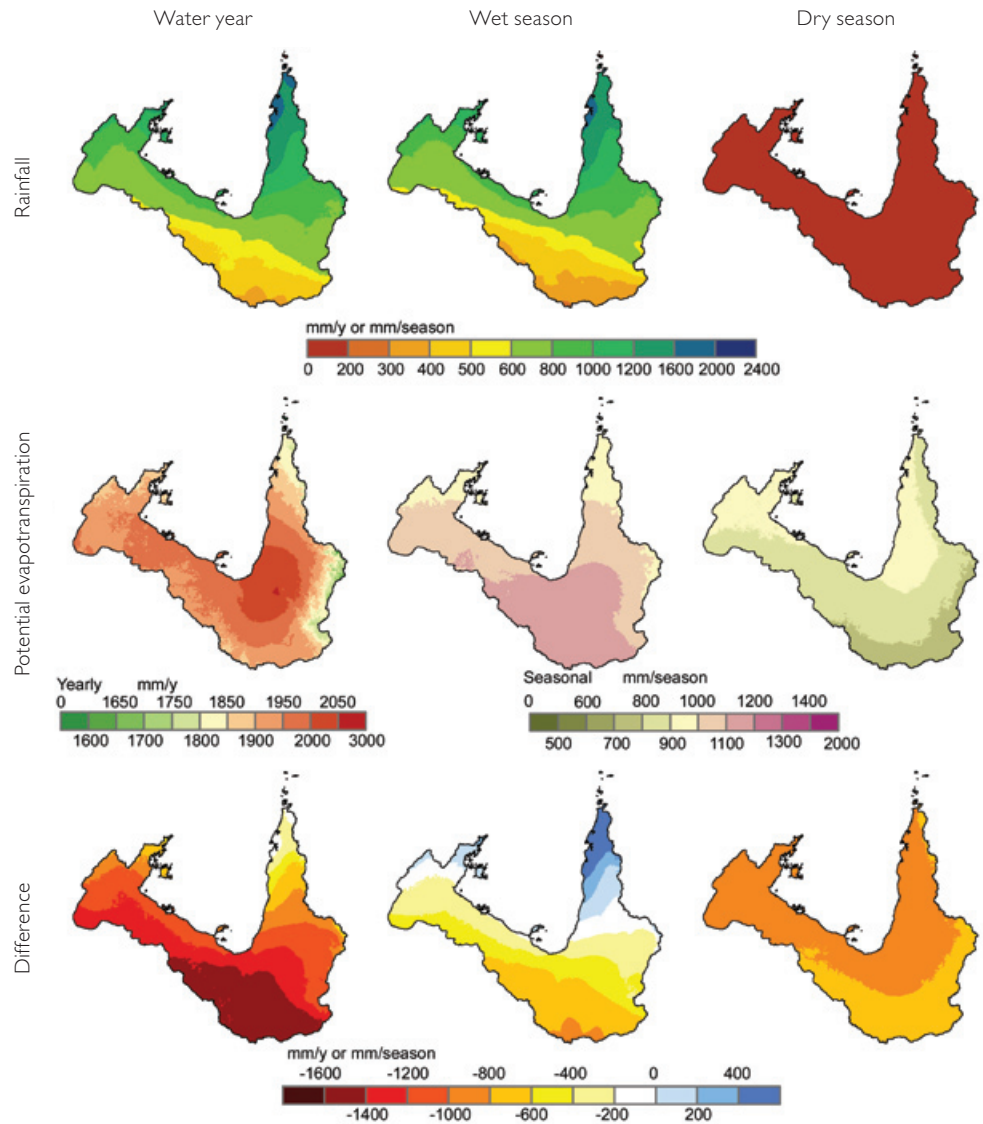 Water year Wet season Dry season
Rainfall
mm/y or mm/season
0 200 300 400 500 600 800 1000 1200 1600 2000 2400
Potential evapotranspiration
Yearly mm/y
0 1650 1750 1850 1950 2050
1600 1700 1800 1900 2000 3000
Seasonal mm/season
0 600 800 1000 1200 1400
500 700 900 1100 1300 2000
Difference
mm/y or mm/season
-1600 -1200 -800 -400 0 400
-1400 -1000 -600 -200 200